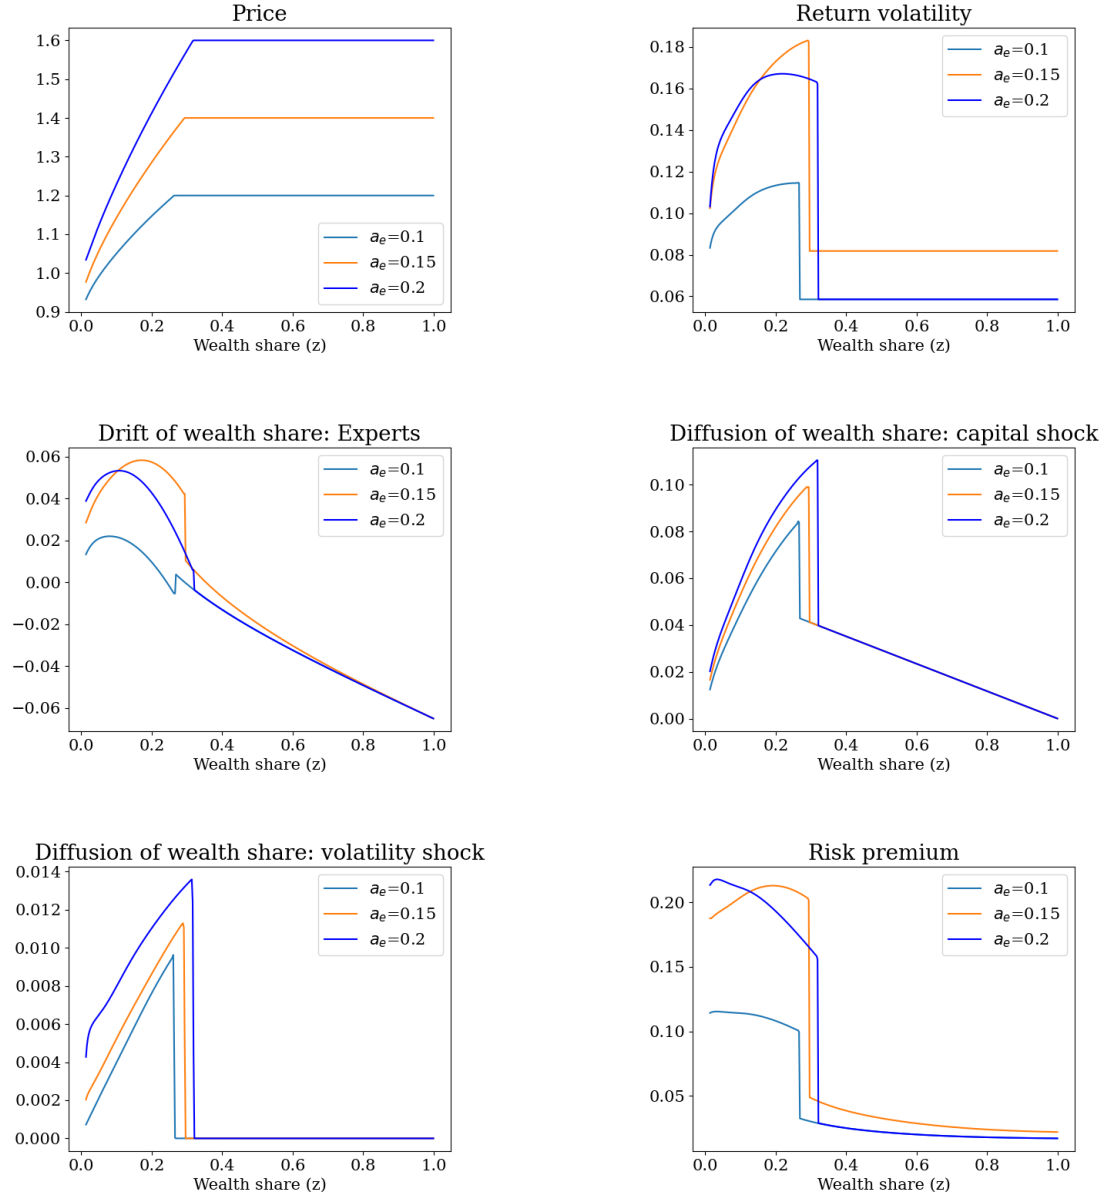 Price
1.6
1.5
1.4
1.3
1.2
1.1
1.0
0.9
0.0 0.2 0.4 0.6 0.8 1.0
Wealth share (z)
a_e=0.1
a_e=0.15
a_e=0.2
Return volatility
0.18
0.16
0.14
0.12
0.10
0.08
0.06
0.0 0.2 0.4 0.6 0.8 1.0
Wealth share (z)
a_e=0.1
a_e=0.15
a_e=0.2
Drift of wealth share: Experts
0.06
0.04
0.02
0.00
−0.02
−0.04
−0.06
0.0 0.2 0.4 0.6 0.8 1.0
Wealth share (z)
a_e=0.1
a_e=0.15
a_e=0.2
Diffusion of wealth share: capital shock
0.10
0.08
0.06
0.04
0.02
0.00
0.0 0.2 0.4 0.6 0.8 1.0
Wealth share (z)
a_e=0.1
a_e=0.15
a_e=0.2
Diffusion of wealth share: volatility shock
0.014
0.012
0.010
0.008
0.006
0.004
0.002
0.000
0.0 0.2 0.4 0.6 0.8 1.0
Wealth share (z)
a_e=0.1
a_e=0.15
a_e=0.2
Risk premium
0.20
0.15
0.10
0.05
0.0 0.2 0.4 0.6 0.8 1.0
Wealth share (z)
a_e=0.1
a_e=0.15
a_e=0.2